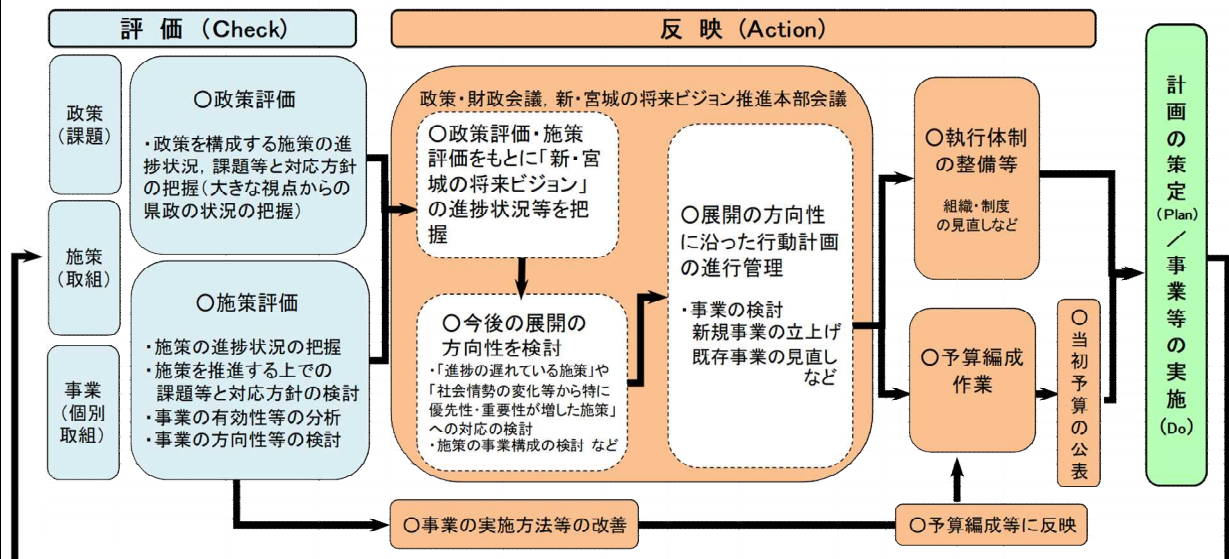 評 価 (Check)
反 映 (Action)
政策
(課題)
施策
(取組)
事業
(個別
取組)
〇政策評価
・政策を構成する施策の進
捗状況，課題等と対応方針
の把握(大きな視点からの
県政の状況の把握)
〇施策評価
・施策の進捗状況の把握
・施策を推進する上での
課題等と対応方針の検討
・事業の有効性等の分析
・事業の方向性等の検討
政策・財政会議，新・宮城の将来ビジョン推進本部会議
〇政策評価・施策
評価をもとに「新・宮
城の将来ビジョン」
の進捗状況等を把
握
〇今後の展開の
方向性を検討
・「進捗の遅れている施策」や
「社会情勢の変化等から特に
優先性・重要性が増した施策」
への対応の検討
・施策の事業構成の検討 など
〇展開の方向性
に沿った行動計画
の進行管理
・事業の検討
新規事業の立上げ
既存事業の見直し
など
〇執行体制
の整備等
組織・制度
の見直しなど
〇予算編成
作業
〇当初予算の公表
計画の策定(Plan)／事業等の実施(Do)
〇事業の実施方法等の改善
〇予算編成等に反映